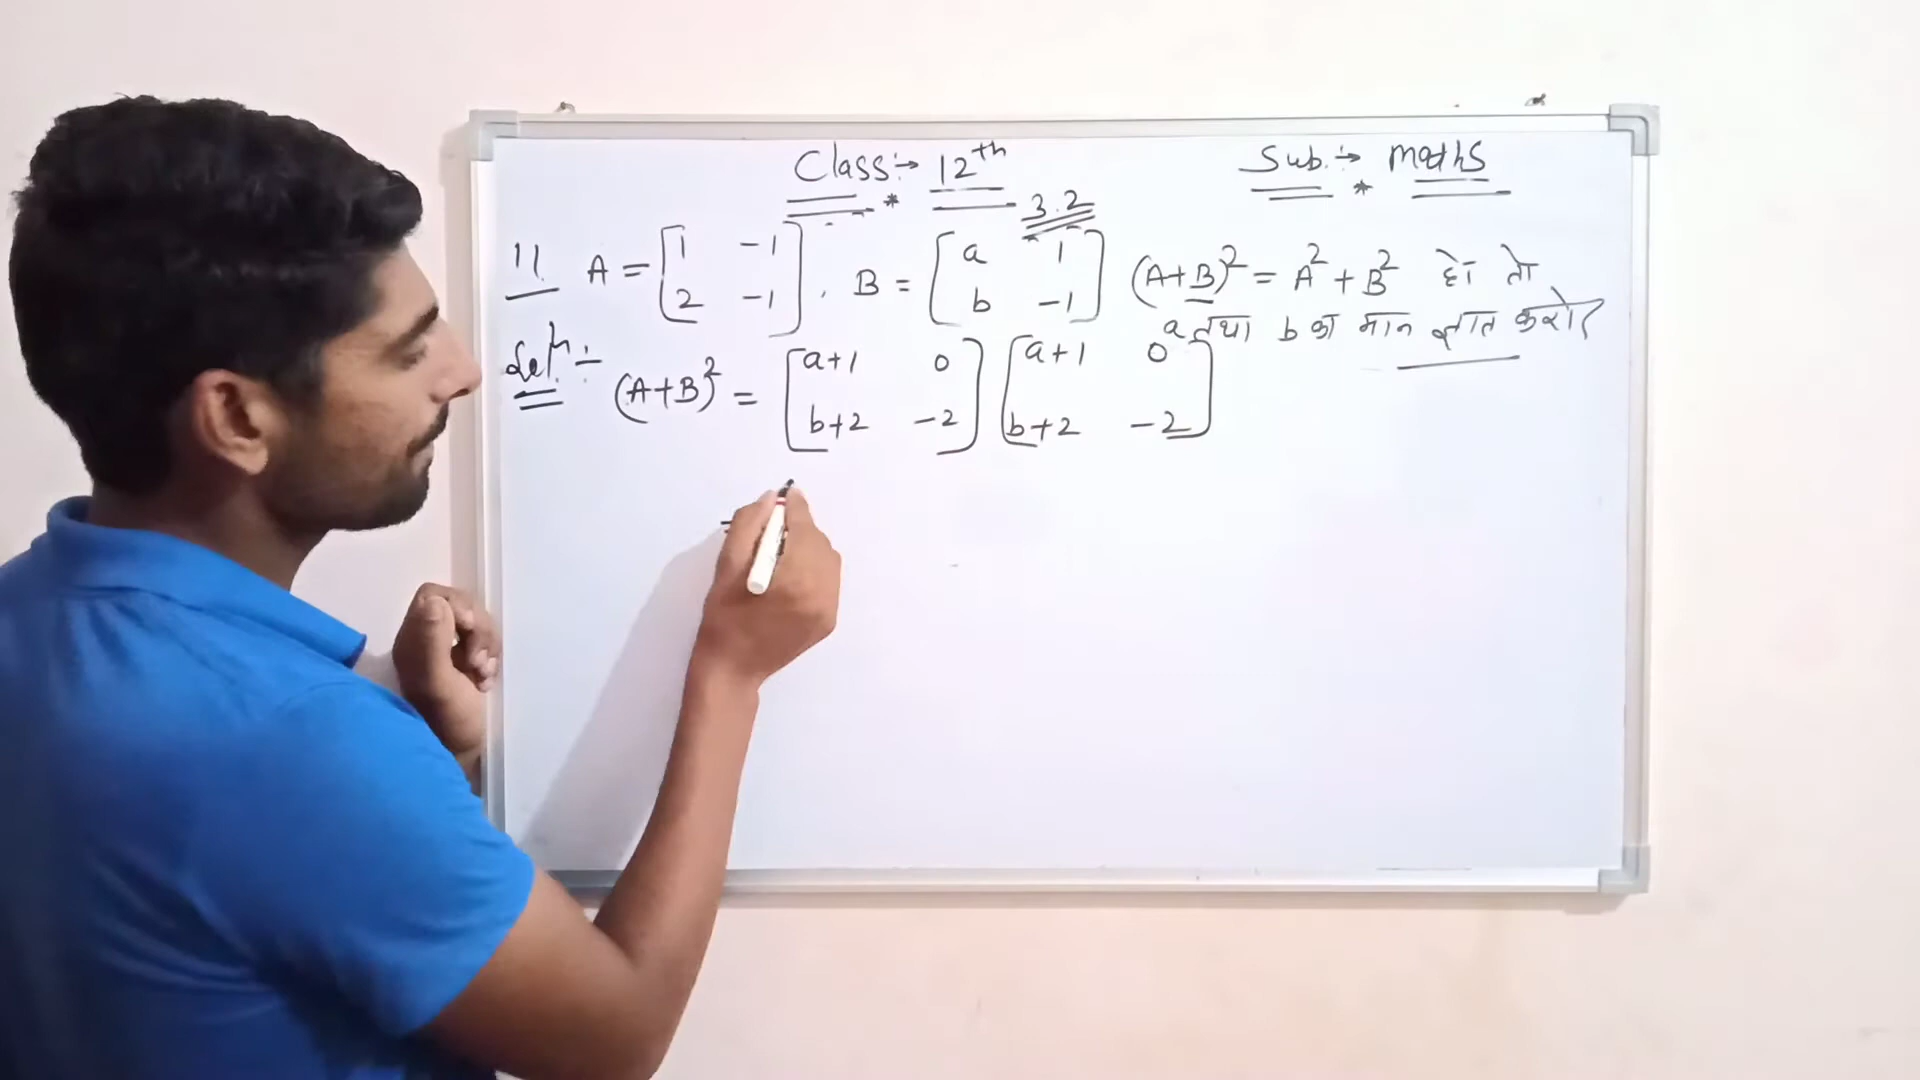 Class:→ 12th Sub.:→ maths
3.2
11 A = [1 -1 2 -1], B = [a 1 b -1] (A+B)² = A² + B² हो तो
a तथा b का मान ज्ञात करो
Solⁿ:- (A+B)² = [a+1 0 b+2 -2] [a+1 0 b+2 -2]
=